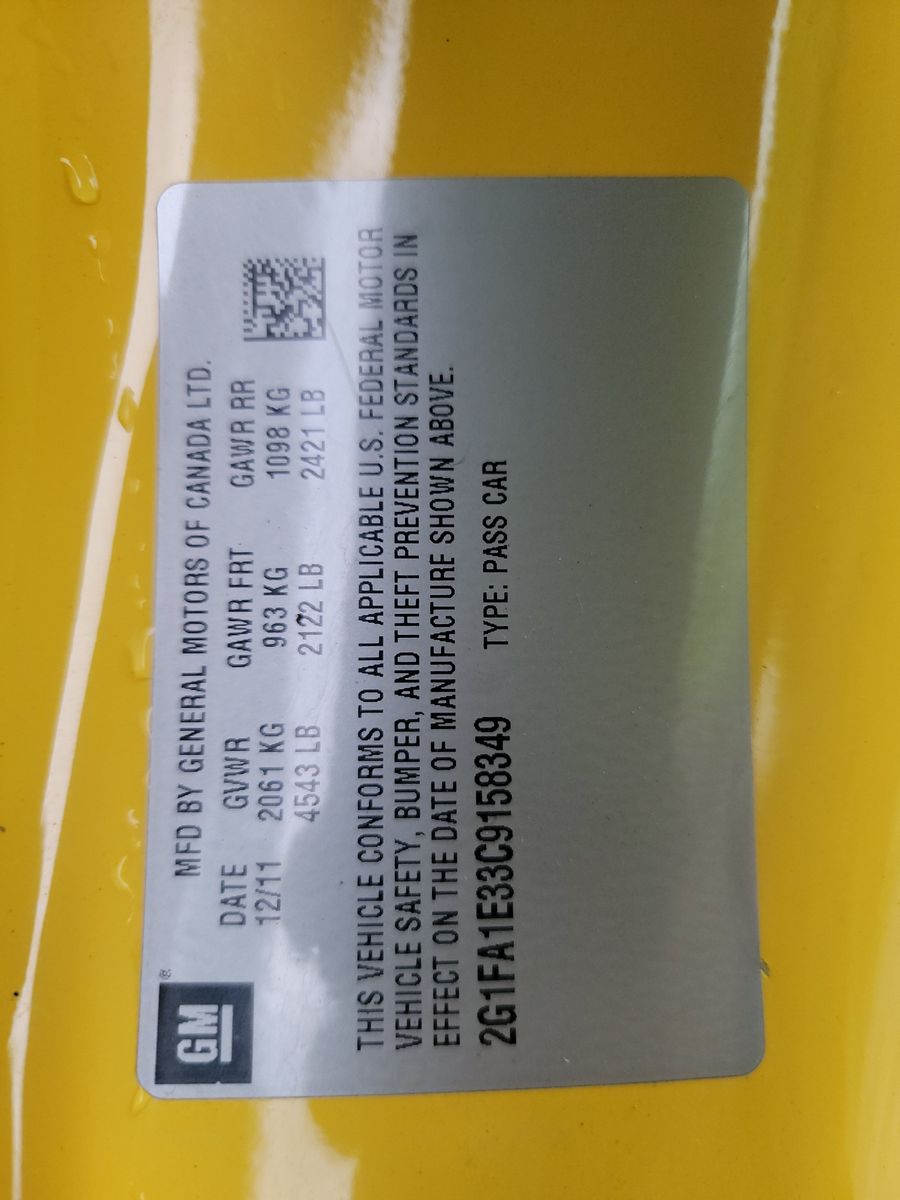 GM®
MFD BY GENERAL MOTORS OF CANADA LTD.
DATE GVWR GAWR FRT GAWR RR
12/11 2061 KG 963 KG 1098 KG
4543 LB 2122 LB 2421 LB
THIS VEHICLE CONFORMS TO ALL APPLICABLE U.S. FEDERAL MOTOR
VEHICLE SAFETY, BUMPER, AND THEFT PREVENTION STANDARDS IN
EFFECT ON THE DATE OF MANUFACTURE SHOWN ABOVE.
2G1FA1E33C9158349 TYPE: PASS CAR